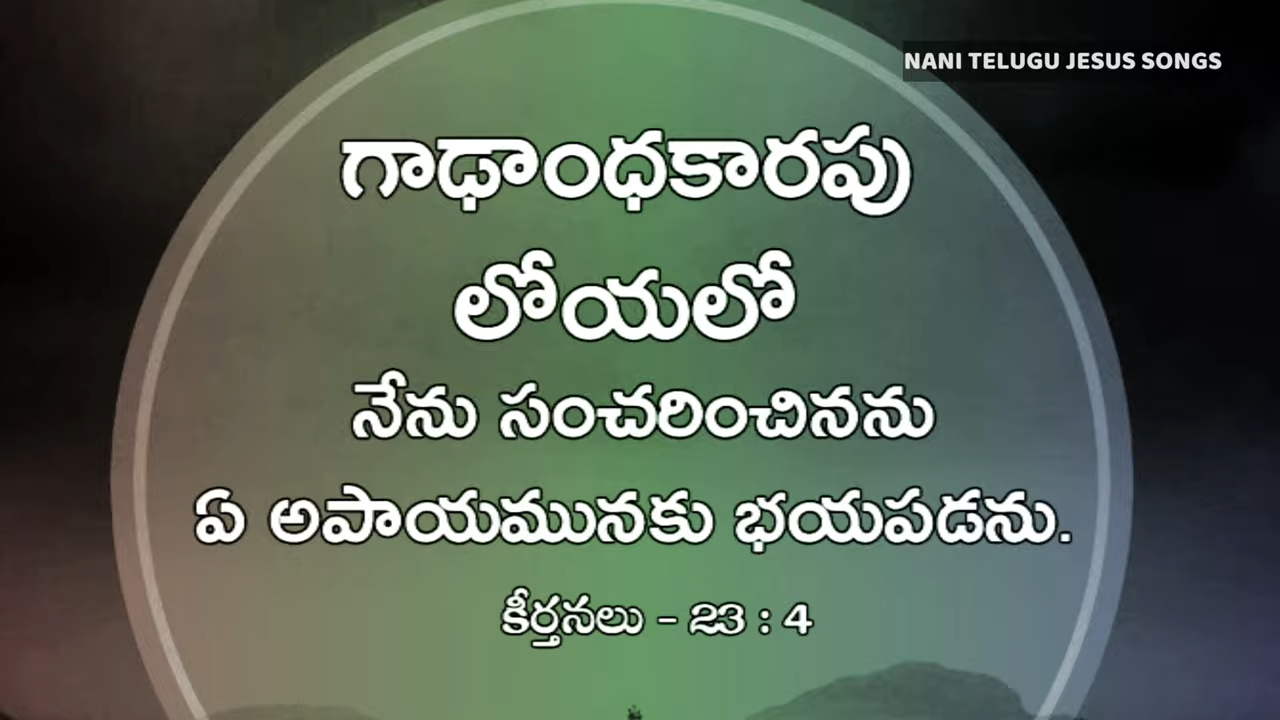 NANI TELUGU JESUS SONGS
గాఢాంధకారపు
లోయలో
నేను సంచరించినను
ఏ అపాయమునకు భయపడను.
కీర్తనలు - 23 : 4